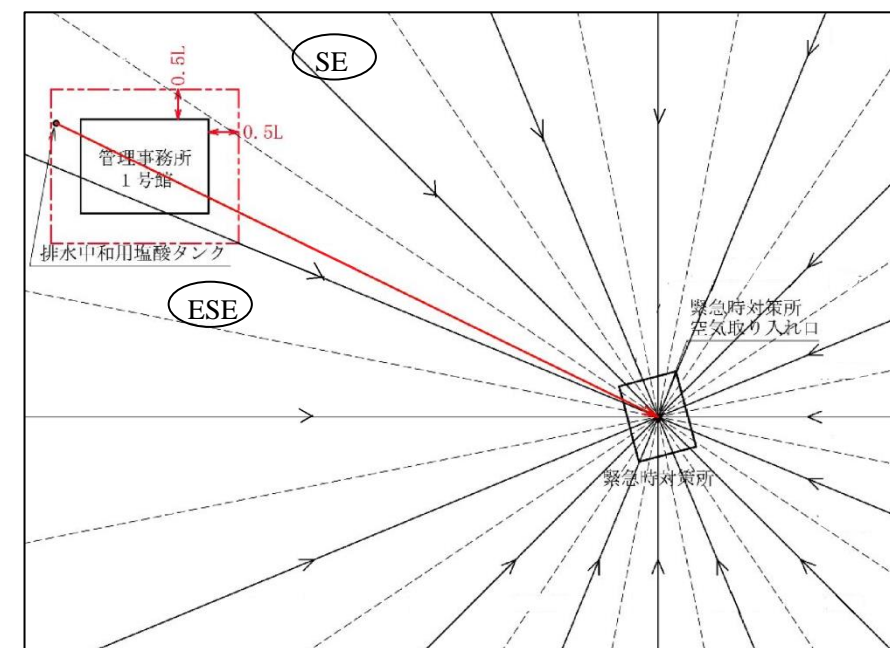 SE
0.5L
0.5L
管理事務所
1号館
排水中和用塩酸タンク
ESE
緊急時対策所
空気取り入れ口
緊急時対策所